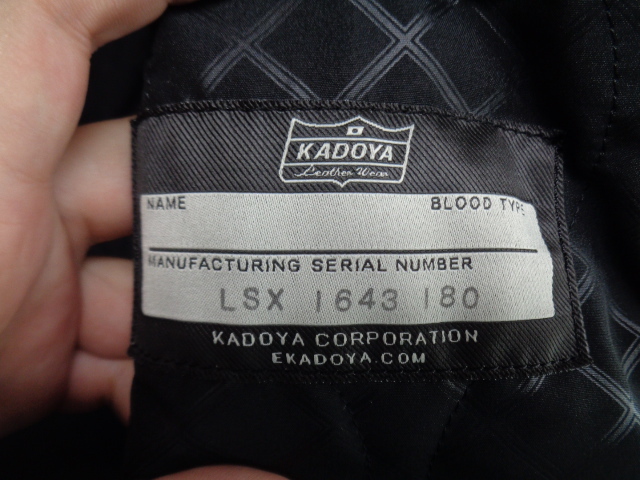 KADOYA
Leather Wear
NAME BLOOD TYPE
MANUFACTURING SERIAL NUMBER
LSX 1643 180
KADOYA CORPORATION
EKADOYA.COM